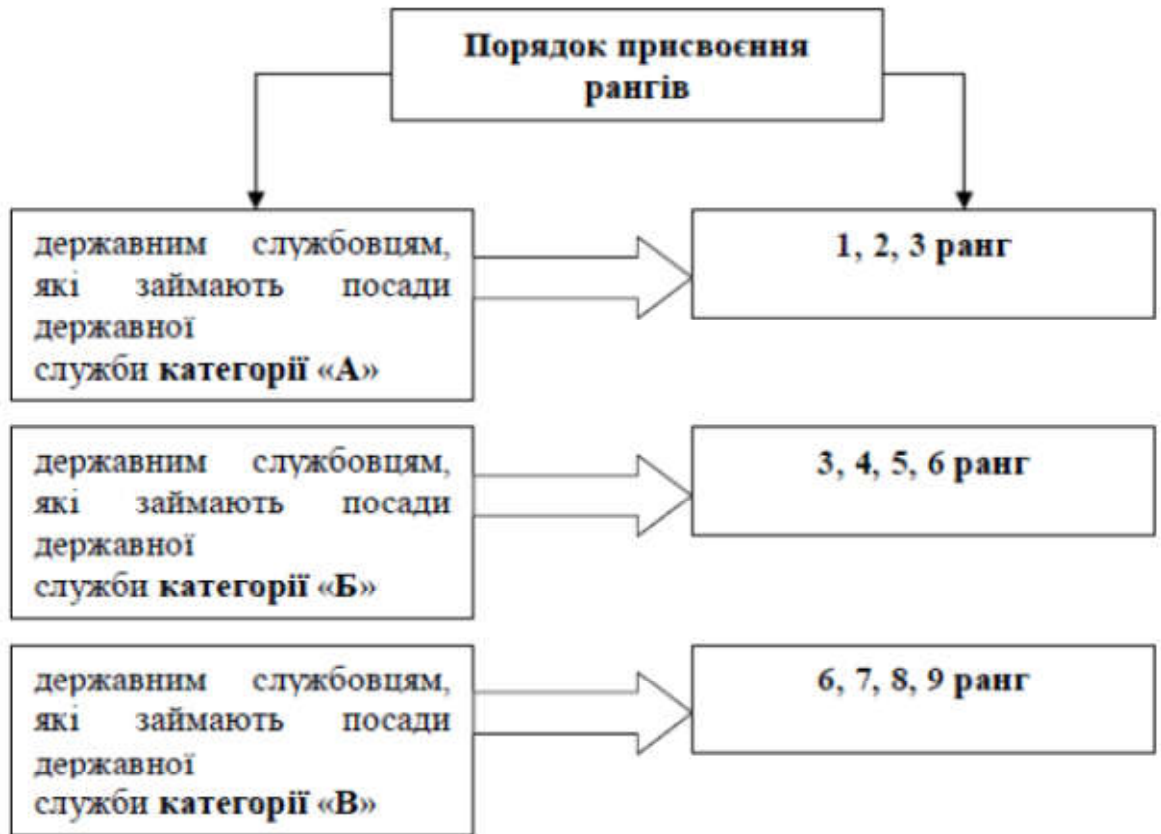 Порядок присвоєння
рангів
державним службовцям,
які займають посади
державної
служби категорії «А»
1, 2, 3 ранг
державним службовцям,
які займають посади
державної
служби категорії «Б»
3, 4, 5, 6 ранг
державним службовцям,
які займають посади
державної
служби категорії «В»
6, 7, 8, 9 ранг